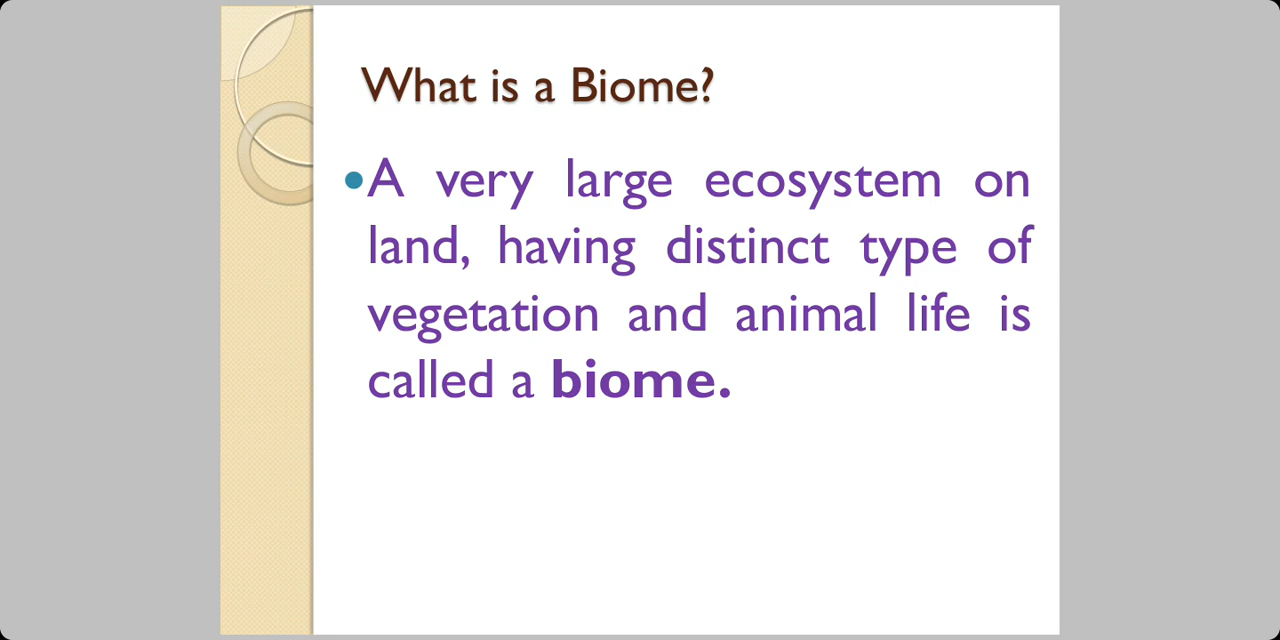 What is a Biome?
•A very large ecosystem on
land, having distinct type of
vegetation and animal life is
called a biome.